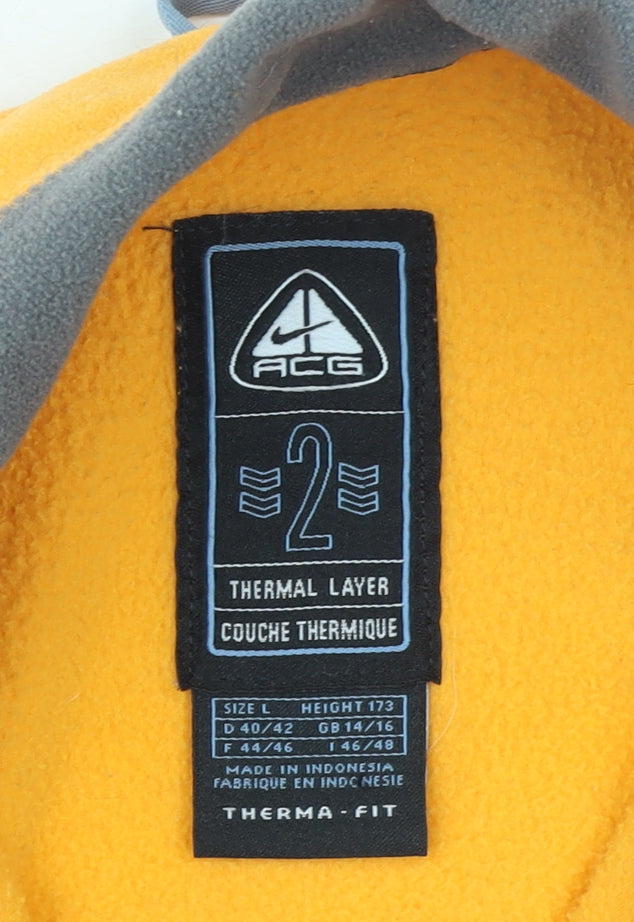 ACG
2
THERMAL LAYER
COUCHE THERMIQUE
SIZE L HEIGHT 173
D 40/42 GB 14/16
F 44/46 I 46/48
MADE IN INDONESIA
FABRIQUE EN INDONESIE
THERMA-FIT